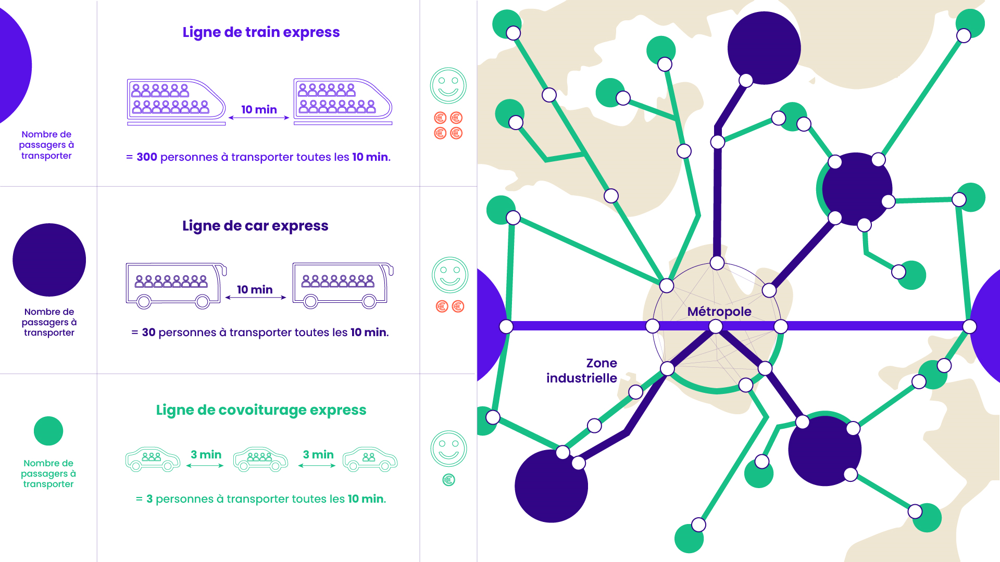 Ligne de train express
10 min
€ €
€ €
Nombre de
passagers à
transporter
= 300 personnes à transporter toutes les 10 min.
Ligne de car express
10 min
€ €
Nombre de
passagers à
transporter
= 30 personnes à transporter toutes les 10 min.
Ligne de covoiturage express
3 min
3 min
€
Nombre de
passagers à
transporter
= 3 personnes à transporter toutes les 10 min.
Métropole
Zone
industrielle